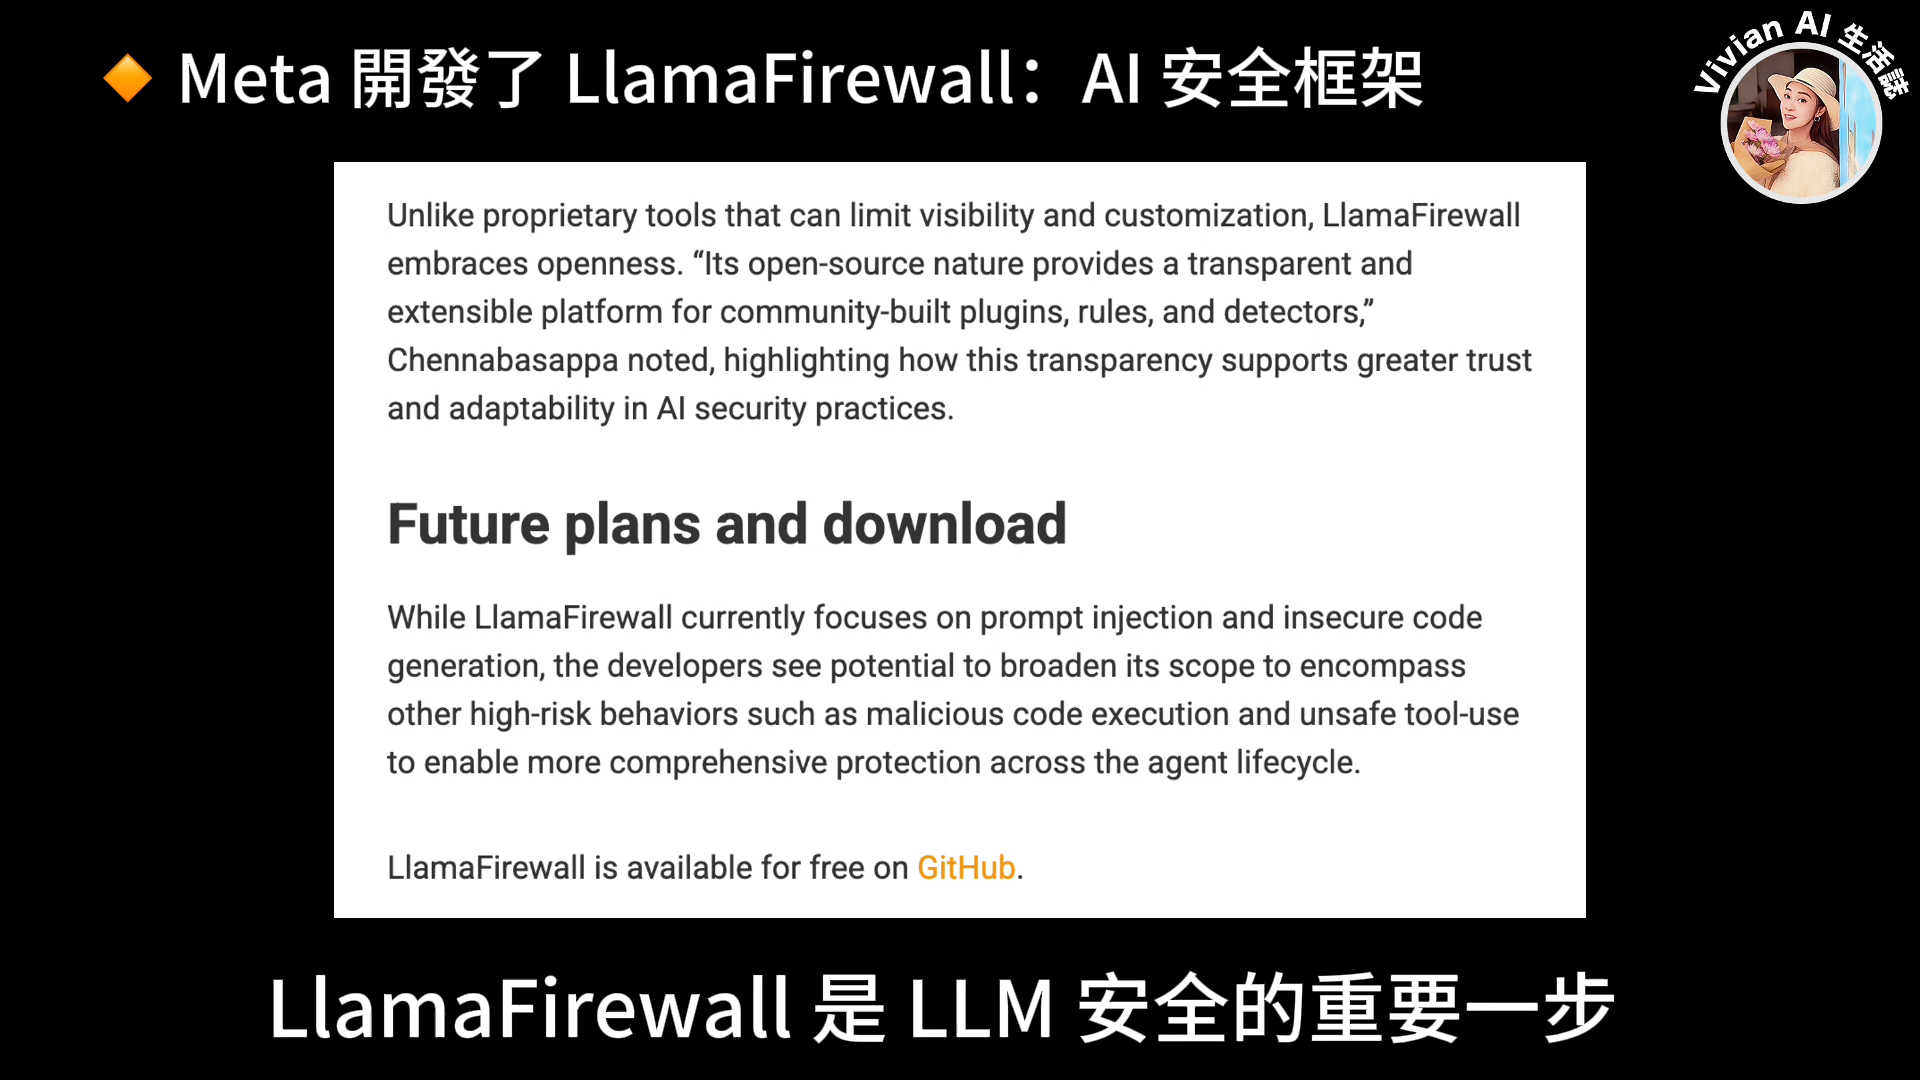 Meta 開發了 LlamaFirewall：AI 安全框架
Vivian AI 生活誌
Unlike proprietary tools that can limit visibility and customization, LlamaFirewall
embraces openness. “Its open-source nature provides a transparent and
extensible platform for community-built plugins, rules, and detectors,”
Chennabasappa noted, highlighting how this transparency supports greater trust
and adaptability in AI security practices.
Future plans and download
While LlamaFirewall currently focuses on prompt injection and insecure code
generation, the developers see potential to broaden its scope to encompass
other high-risk behaviors such as malicious code execution and unsafe tool-use
to enable more comprehensive protection across the agent lifecycle.
LlamaFirewall is available for free on GitHub.
LlamaFirewall 是 LLM 安全的重要一步